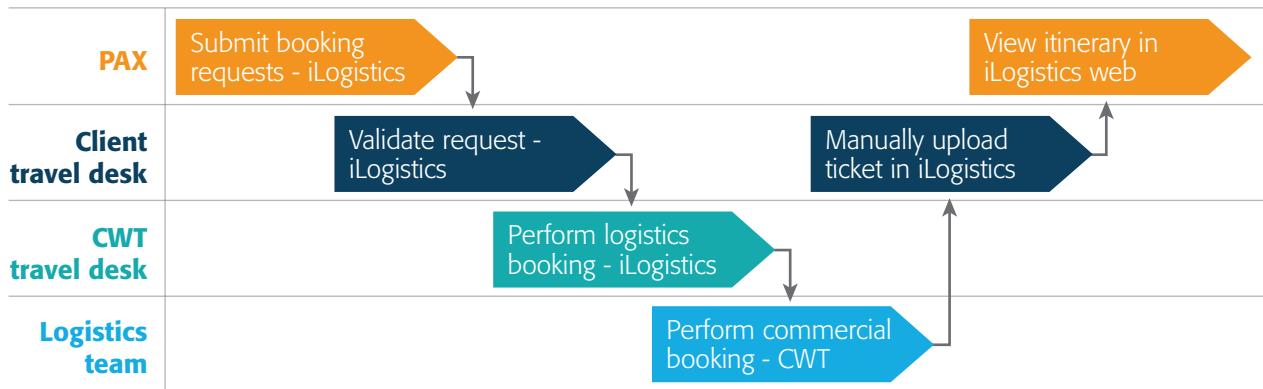 PAX
Submit booking
requests - iLogistics
View itinerary in
iLogistics web
Client
travel desk
Validate request -
iLogistics
Manually upload
ticket in iLogistics
CWT
travel desk
Perform logistics
booking - iLogistics
Logistics
team
Perform commercial
booking - CWT